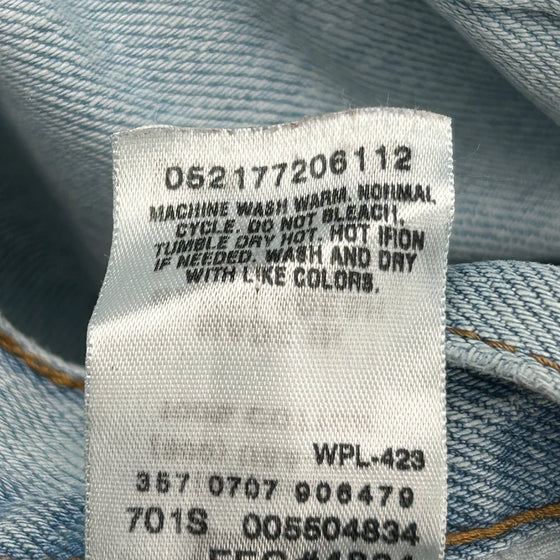 052177206112
MACHINE WASH WARM. NORMAL
CYCLE. DO NOT BLEACH.
TUMBLE DRY HOT. HOT IRON
IF NEEDED. WASH AND DRY
WITH LIKE COLORS.
WPL-423
357 0707 906479
701S 005504834